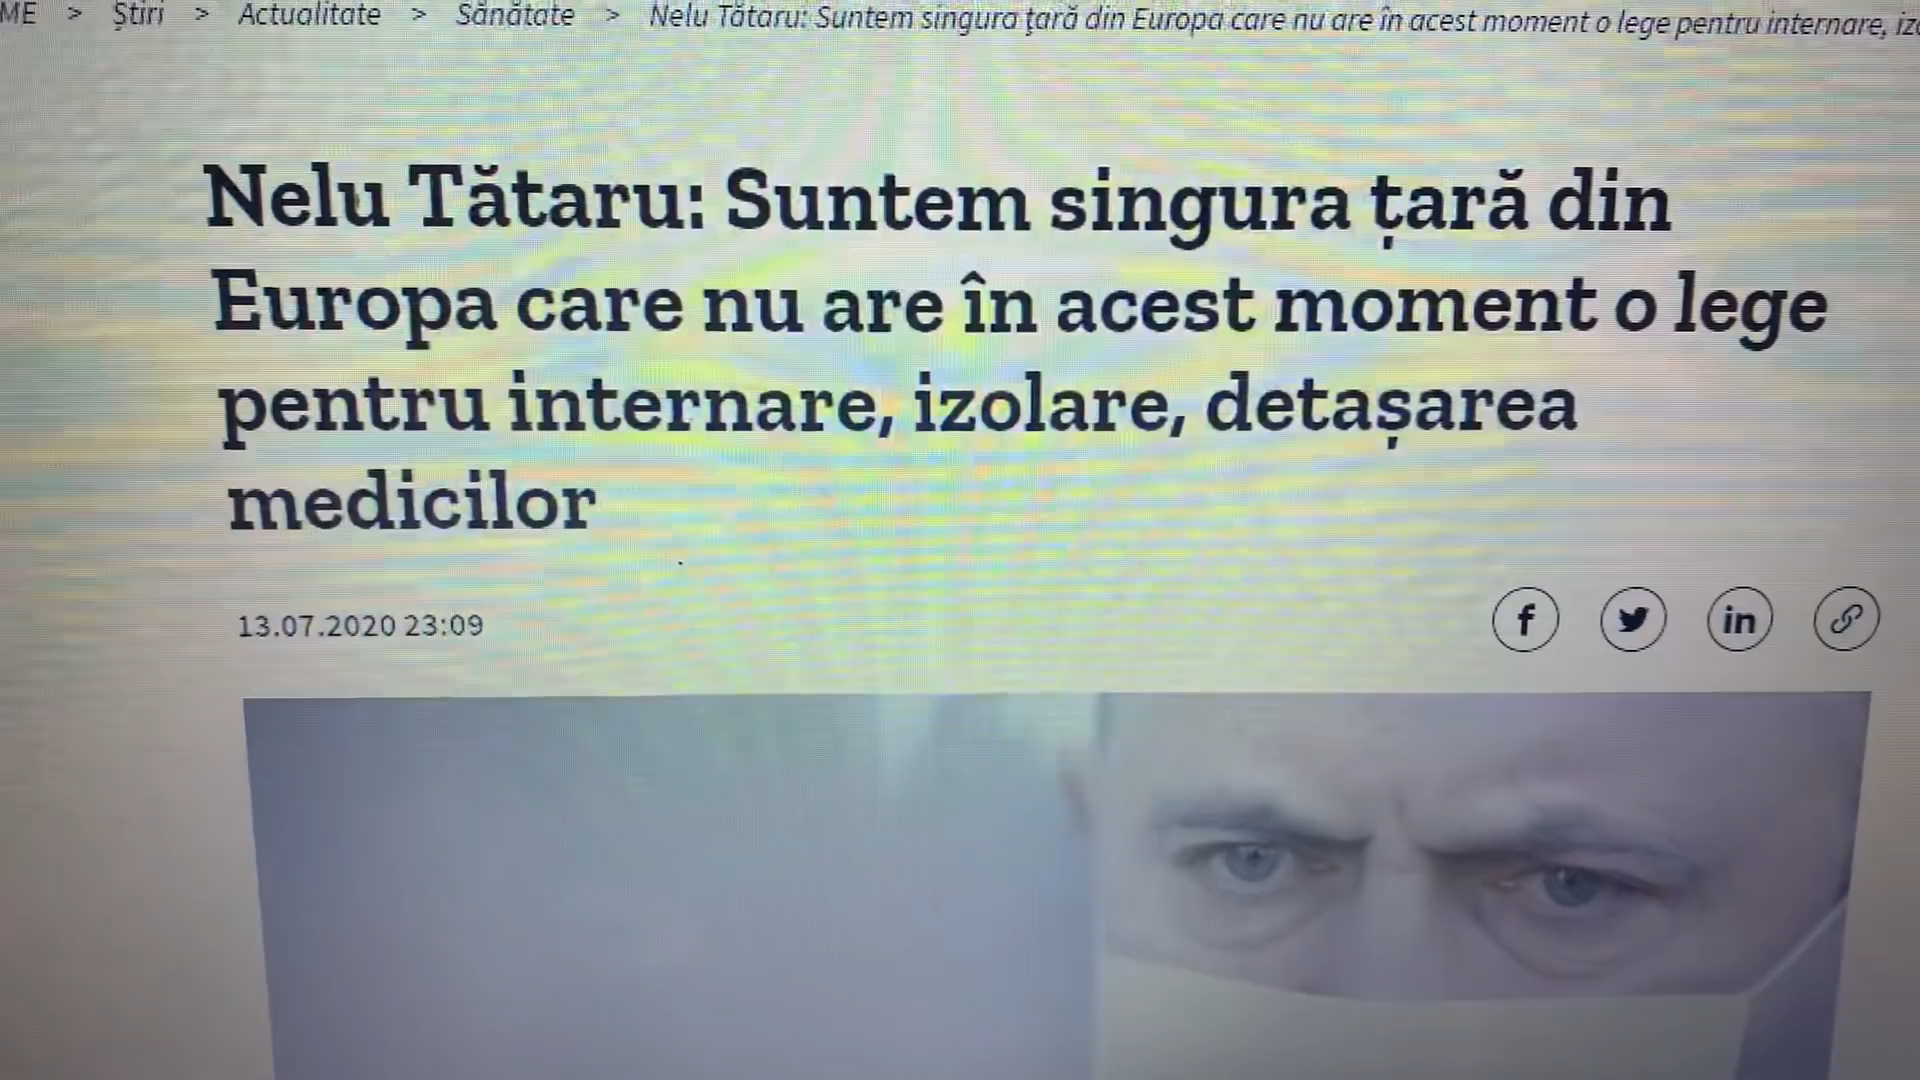 ME > Știri > Actualitate > Sănătate > Nelu Tătaru: Suntem singura țară din Europa care nu are în acest moment o lege pentru internare,
Nelu Tătaru: Suntem singura țară din
Europa care nu are în acest moment o lege
pentru internare, izolare, detașarea
medicilor
13.07.2020 23:09
f in